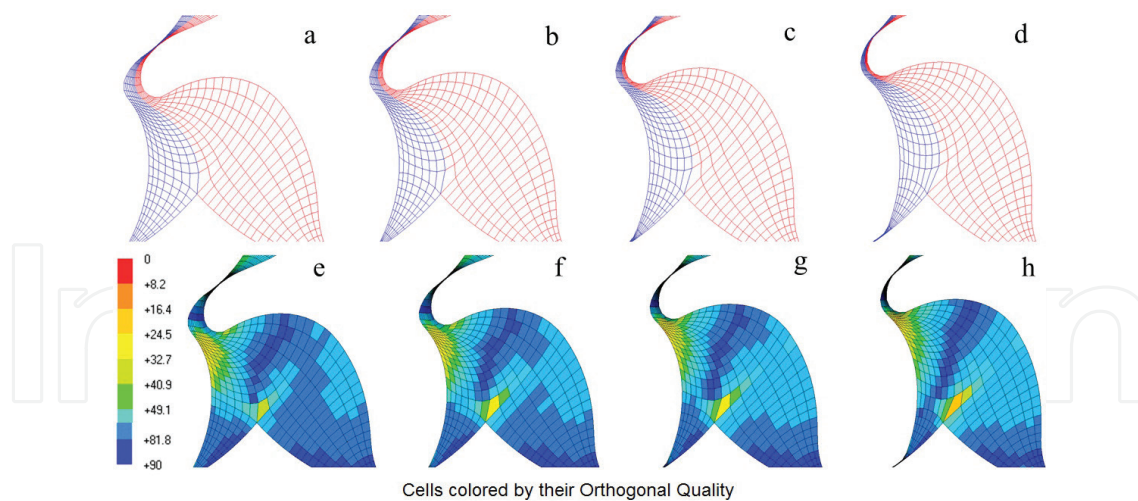 a
b
c
d
e
f
g
h
0
+8.2
+16.4
+24.5
+32.7
+40.9
+49.1
+81.8
+90
Cells colored by their Orthogonal Quality